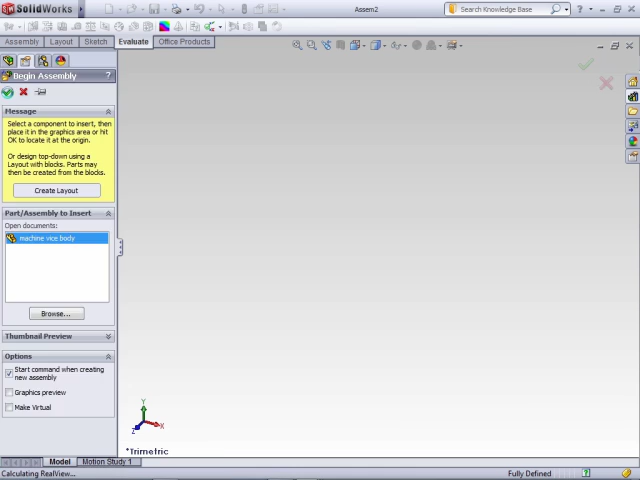 SolidWorks
Assem2
Search Knowledge Base
?
Assembly Layout Sketch Evaluate Office Products
Begin Assembly ?
Message
Select a component to insert, then
place it in the graphics area or hit
OK to locate it at the origin.
Or design top-down using a
Layout with blocks. Parts may
then be created from the blocks.
Create Layout
Part/Assembly to Insert
Open documents:
machine vice body
Browse...
Thumbnail Preview
Options
Start command when creating
new assembly
Graphics preview
Make Virtual
Y
X
Z
*Trimetric
Model Motion Study 1
Calculating RealView...
Fully Defined
?